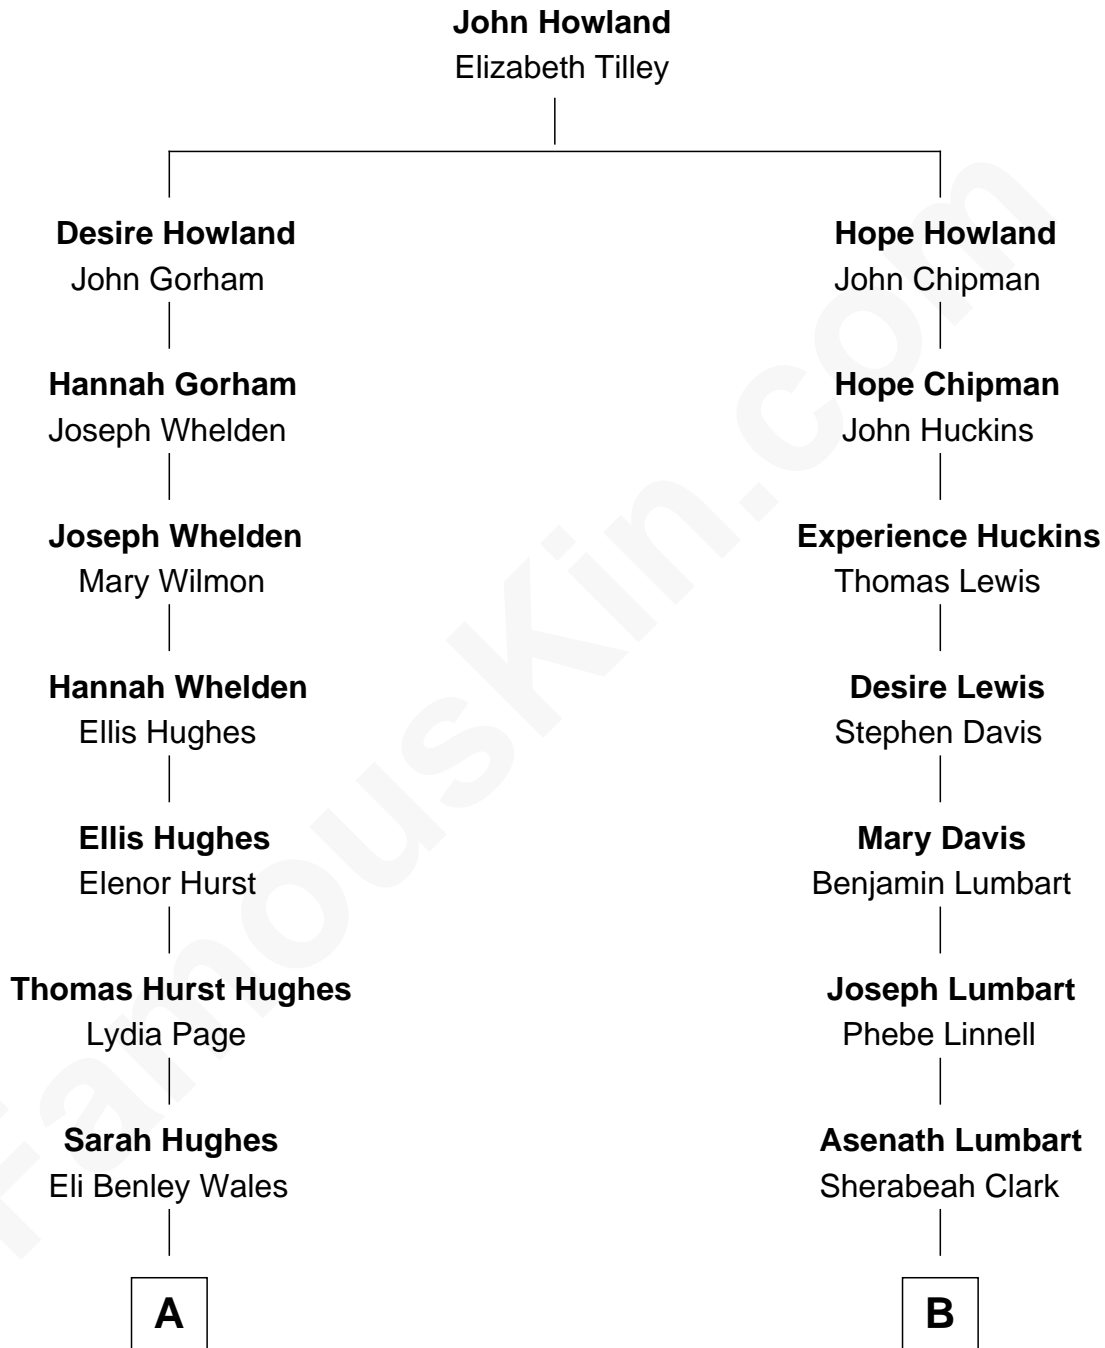 John Howland
Elizabeth Tilley
Desire Howland
John Gorham
Hope Howland
John Chipman
Hannah Gorham
Joseph Whelden
Hope Chipman
John Huckins
Joseph Whelden
Mary Wilmon
Experience Huckins
Thomas Lewis
Hannah Whelden
Ellis Hughes
Desire Lewis
Stephen Davis
Ellis Hughes
Elenor Hurst
Mary Davis
Benjamin Lumbart
Thomas Hurst Hughes
Lydia Page
Joseph Lumbart
Phebe Linnell
Sarah Hughes
Eli Benley Wales
Asenath Lumbart
Sherabeah Clark
A
B
FamousKin.com